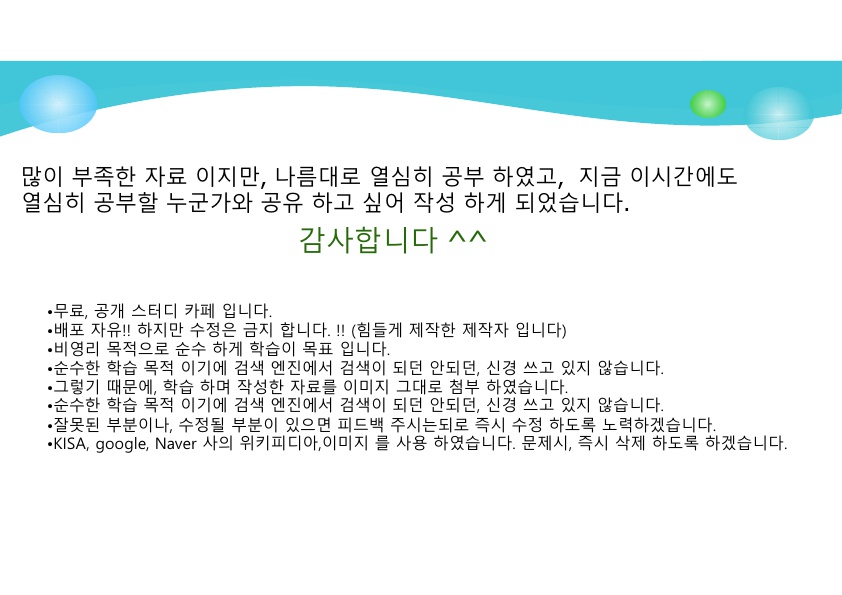 많이 부족한 자료 이지만, 나름대로 열심히 공부 하였고,  지금 이시간에도
열심히 공부할 누군가와 공유 하고 싶어 작성 하게 되었습니다.
감사합니다 ^^
•무료, 공개 스터디 카페 입니다.
•배포 자유!! 하지만 수정은 금지 합니다. !! (힘들게 제작한 제작자 입니다)
•비영리 목적으로 순수 하게 학습이 목표 입니다.
•순수한 학습 목적 이기에 검색 엔진에서 검색이 되던 안되던, 신경 쓰고 있지 않습니다.
•그렇기 때문에, 학습 하며 작성한 자료를 이미지 그대로 첨부 하였습니다.
•순수한 학습 목적 이기에 검색 엔진에서 검색이 되던 안되던, 신경 쓰고 있지 않습니다.
•잘못된 부분이나, 수정될 부분이 있으면 피드백 주시는되로 즉시 수정 하도록 노력하겠습니다.
•KISA, google, Naver 사의 위키피디아,이미지 를 사용 하였습니다. 문제시, 즉시 삭제 하도록 하겠습니다.